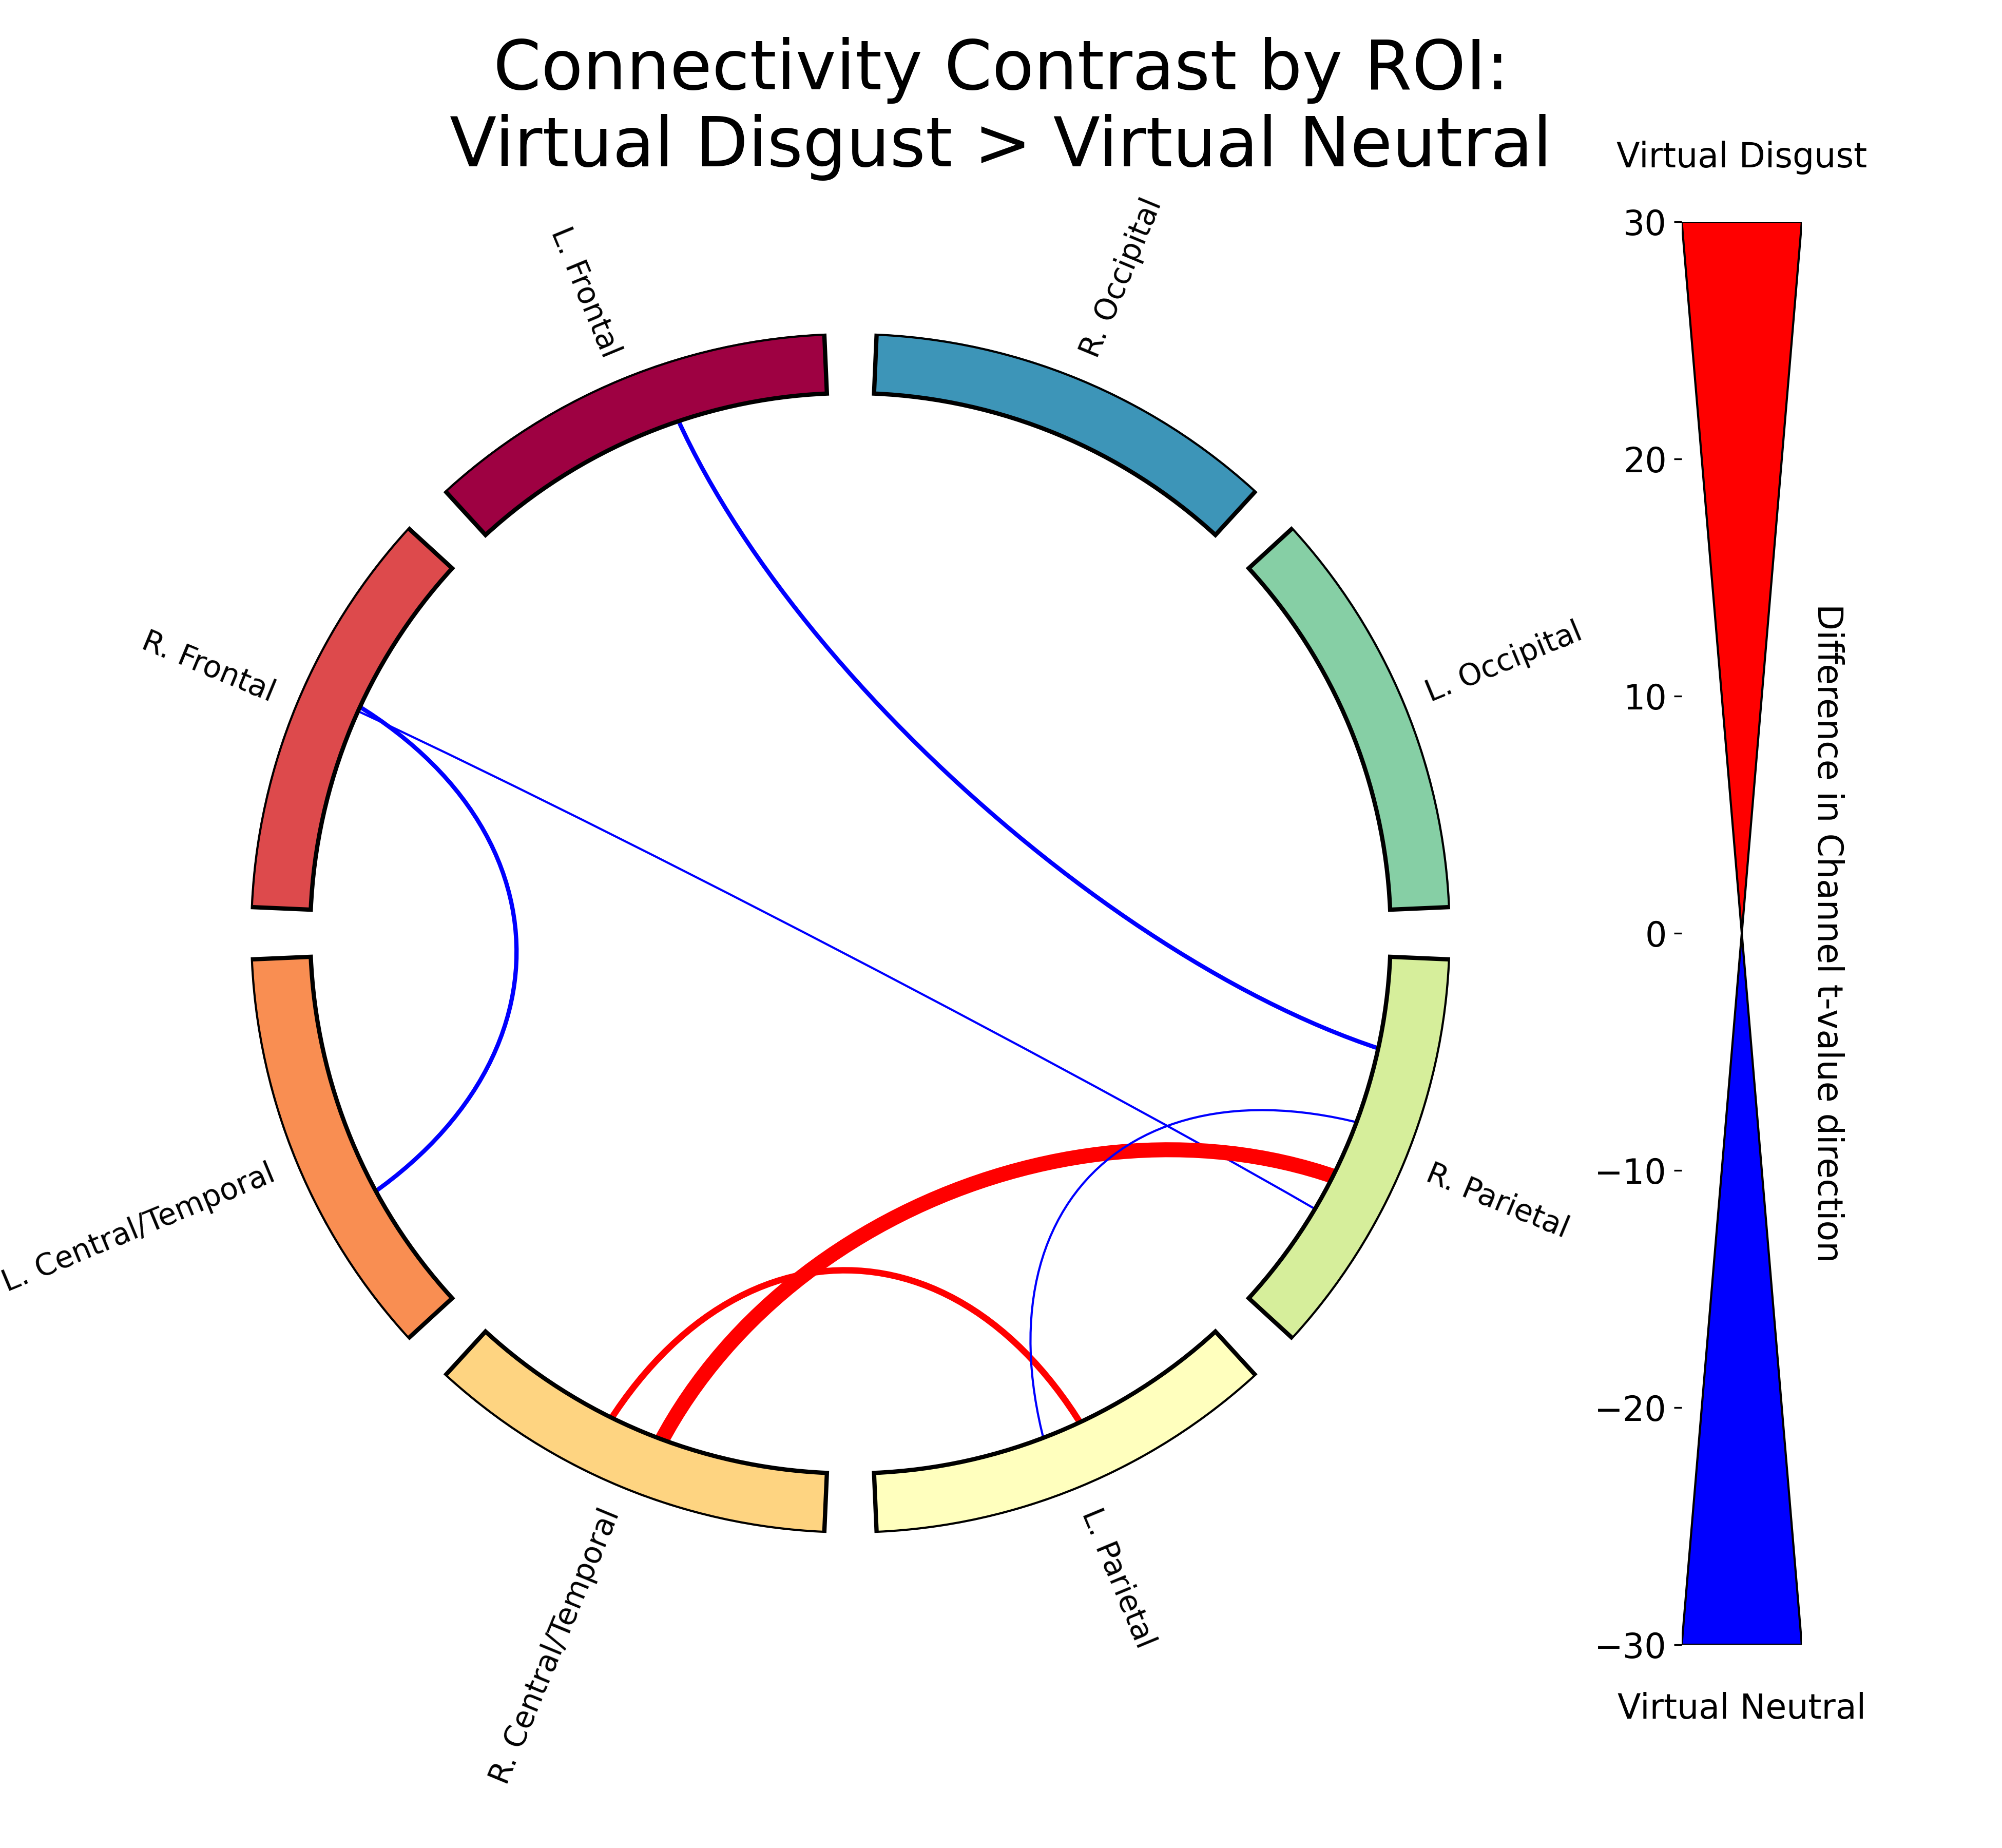 Connectivity Contrast by ROI:
Virtual Disgust > Virtual Neutral
Virtual Disgust
L. Frontal
R. Occipital
R. Frontal
L. Occipital
L. Central/Temporal
R. Parietal
R. Central/Temporal
L. Parietal
30
20
10
0
−10
−20
−30
Difference in Channel t-value direction
Virtual Neutral